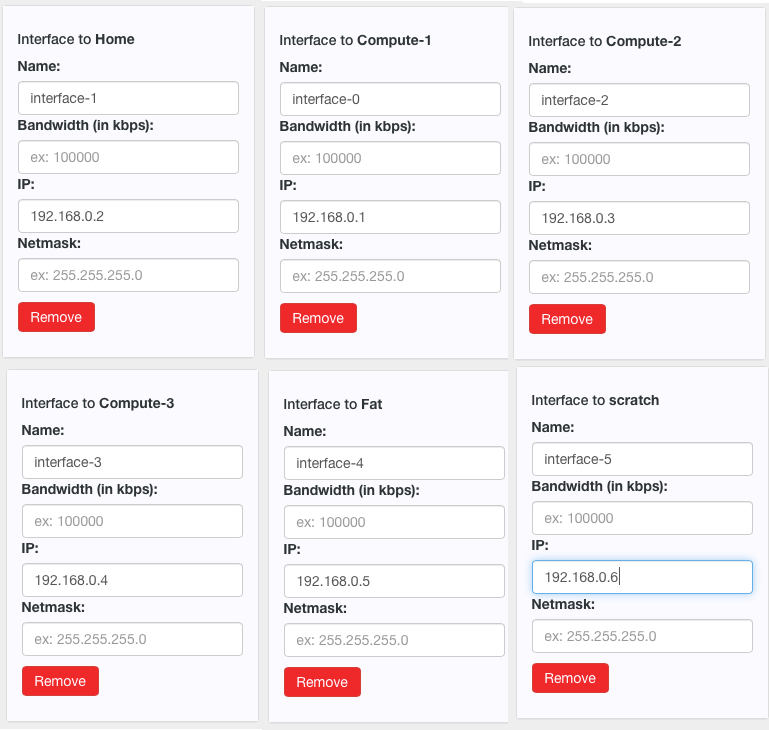 Interface to Home
Name:
interface-1
Bandwidth (in kbps):
ex: 100000
IP:
192.168.0.2
Netmask:
ex: 255.255.255.0
Remove
Interface to Compute-1
Name:
interface-0
Bandwidth (in kbps):
ex: 100000
IP:
192.168.0.1
Netmask:
ex: 255.255.255.0
Remove
Interface to Compute-2
Name:
interface-2
Bandwidth (in kbps):
ex: 100000
IP:
192.168.0.3
Netmask:
ex: 255.255.255.0
Remove
Interface to Compute-3
Name:
interface-3
Bandwidth (in kbps):
ex: 100000
IP:
192.168.0.4
Netmask:
ex: 255.255.255.0
Remove
Interface to Fat
Name:
interface-4
Bandwidth (in kbps):
ex: 100000
IP:
192.168.0.5
Netmask:
ex: 255.255.255.0
Remove
Interface to scratch
Name:
interface-5
Bandwidth (in kbps):
ex: 100000
IP:
192.168.0.6
Netmask:
ex: 255.255.255.0
Remove